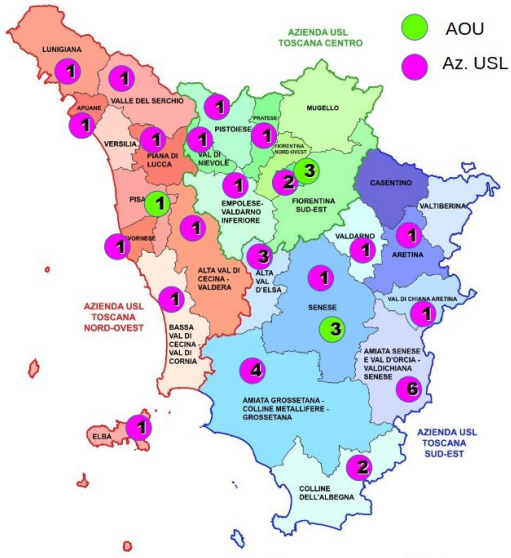 AZIENDA USL
TOSCANA CENTRO
AOU
Az. USL
LUNIGIANA
1
1
VALLE DEL SERCHIO
APUANE
1
VERSILIA
1
PIANA DI
LUCCA
1
PISTOIESE
1
VAL DI
NIEVOLE
PRATESE
1
MUGELLO
FIORENTINA
NORD-OVEST
2
3
FIORENTINA
SUD-EST
1
EMPOLESE-
VALDARNO
INFERIORE
PISA
1
1
VORNESE
1
ALTA VAL DI
CECINA -
VALDERA
3
ALTA
VAL
D'ELSA
CASENTINO
VALTIBERINA
VALDARNO
1
1
ARETINA
1
SENESE
3
VAL DI CHIANA ARETINA
1
AZIENDA USL
TOSCANA
NORD-OVEST
1
BASSA
VAL DI
CECINA
VAL DI
CORNIA
4
AMIATA GROSSETANA -
COLLINE METALLIFERE -
GROSSETANA
AMIATA SENESE
E VAL D'ORCIA -
VALDICHIANA
SENESE
6
ELBA
1
AZIENDA USL
TOSCANA
SUD-EST
2
COLLINE
DELL'ALBEGNA